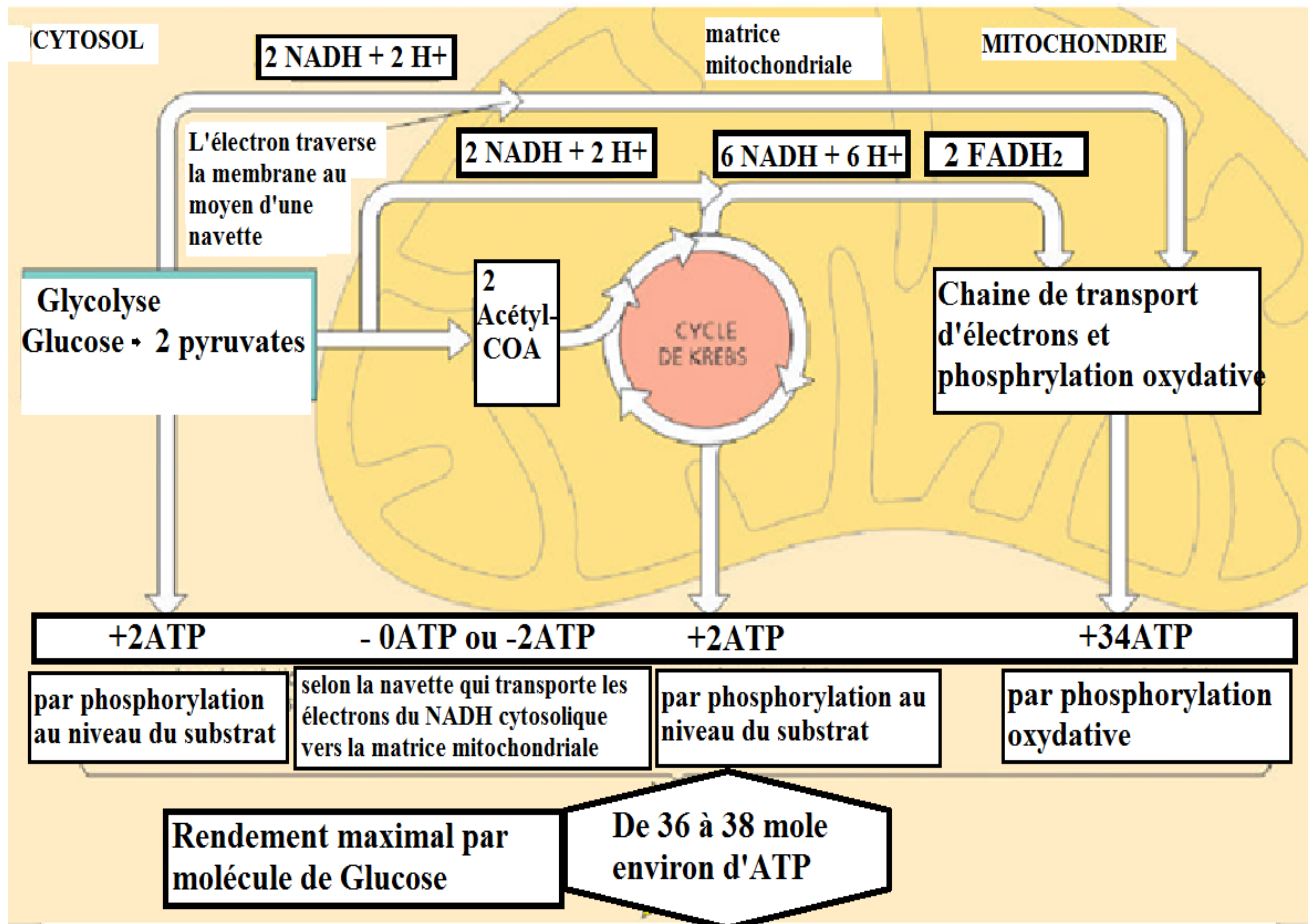 CYTOSOL
2 NADH + 2 H+
matrice
mitochondriale
MITOCHONDRIE
L'électron traverse
la membrane au
moyen d'une
navette
2 NADH + 2 H+
6 NADH + 6 H+
2 FADH₂
Glycolyse
Glucose → 2 pyruvates
2
Acétyl-
COA
CYCLE
DE KREBS
Chaine de transport
d'électrons et
phosphrylation oxydative
+2ATP
- 0ATP ou -2ATP
+2ATP
+34ATP
par phosphorylation
au niveau du substrat
selon la navette qui transporte les
électrons du NADH cytosolique
vers la matrice mitochondriale
par phosphorylation au
niveau du substrat
par phosphorylation
oxydative
Rendement maximal par
molécule de Glucose
De 36 à 38 mole
environ d'ATP